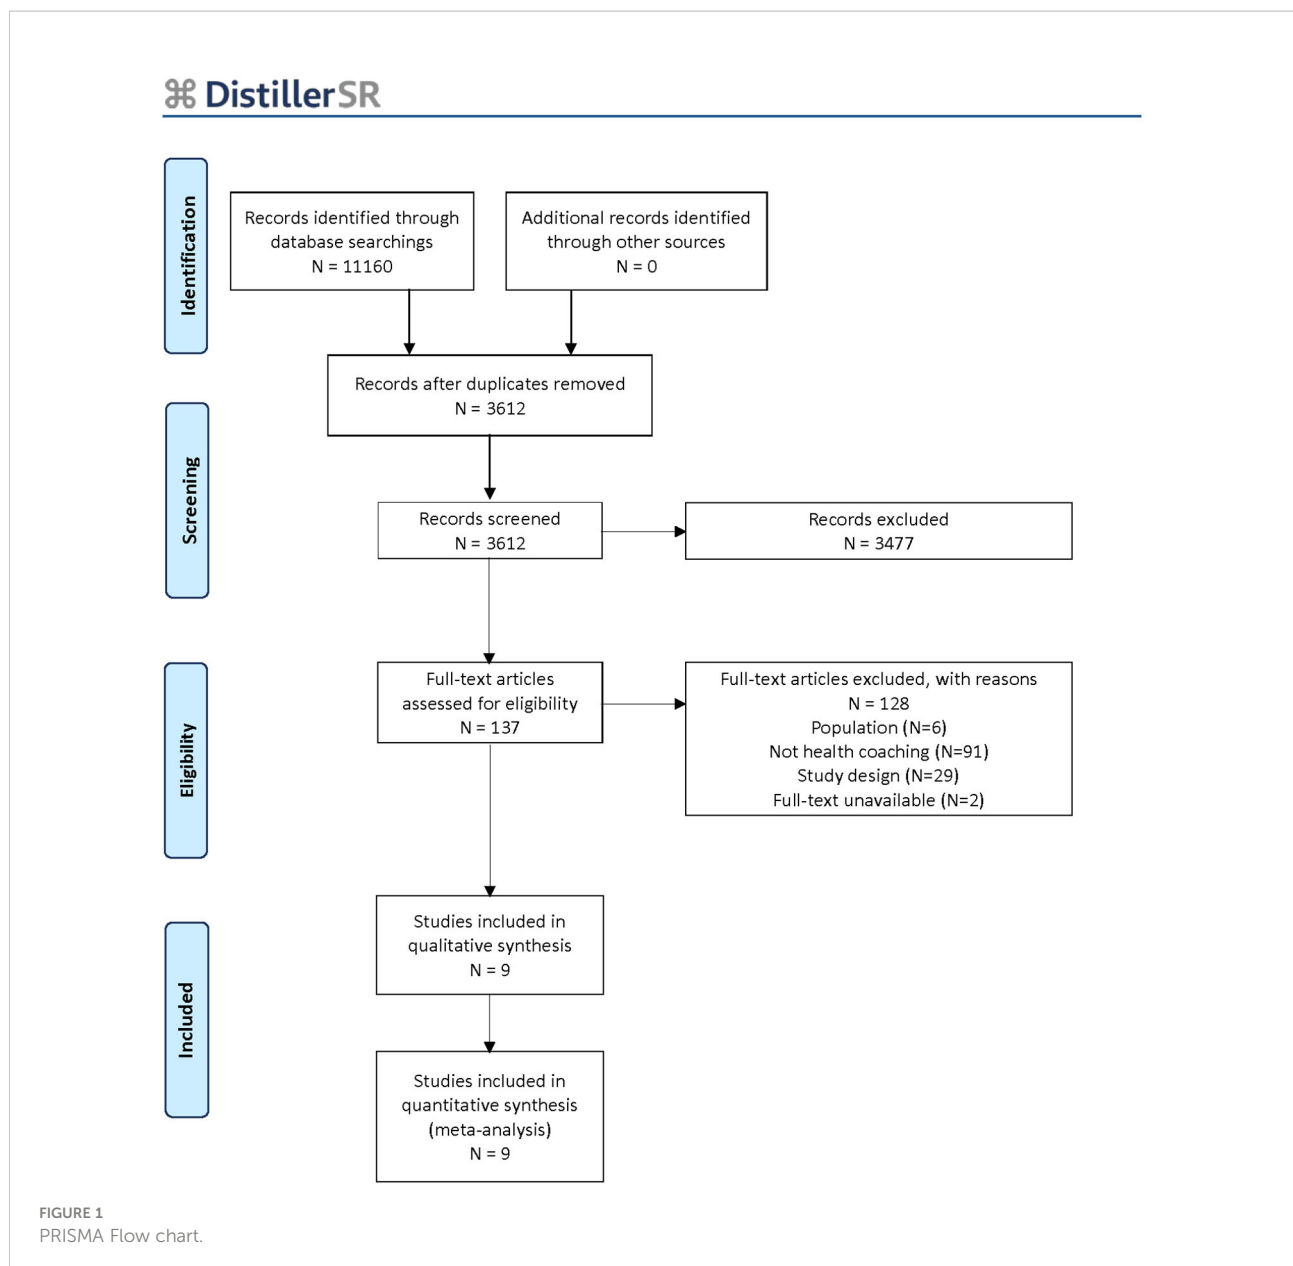 DistillerSR
Identification
Records identified through
database searchings
N = 11160
Additional records identified
through other sources
N = 0
Records after duplicates removed
N = 3612
Screening
Records screened
N = 3612
Records excluded
N = 3477
Eligibility
Full-text articles
assessed for eligibility
N = 137
Full-text articles excluded, with reasons
N = 128
Population (N=6)
Not health coaching (N=91)
Study design (N=29)
Full-text unavailable (N=2)
Included
Studies included in
qualitative synthesis
N = 9
Studies included in
quantitative synthesis
(meta-analysis)
N = 9
FIGURE 1
PRISMA Flow chart.